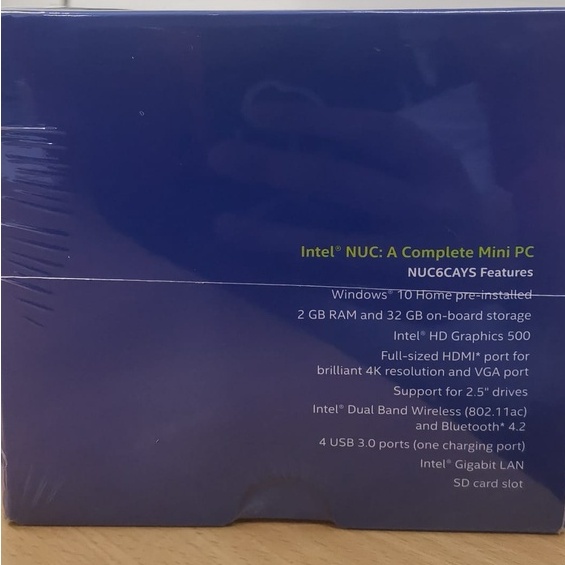 Intel® NUC: A Complete Mini PC
NUC6CAYS Features
Windows® 10 Home pre-installed
2 GB RAM and 32 GB on-board storage
Intel® HD Graphics 500
Full-sized HDMI* port for
brilliant 4K resolution and VGA port
Support for 2.5" drives
Intel® Dual Band Wireless (802.11ac)
and Bluetooth* 4.2
4 USB 3.0 ports (one charging port)
Intel® Gigabit LAN
SD card slot